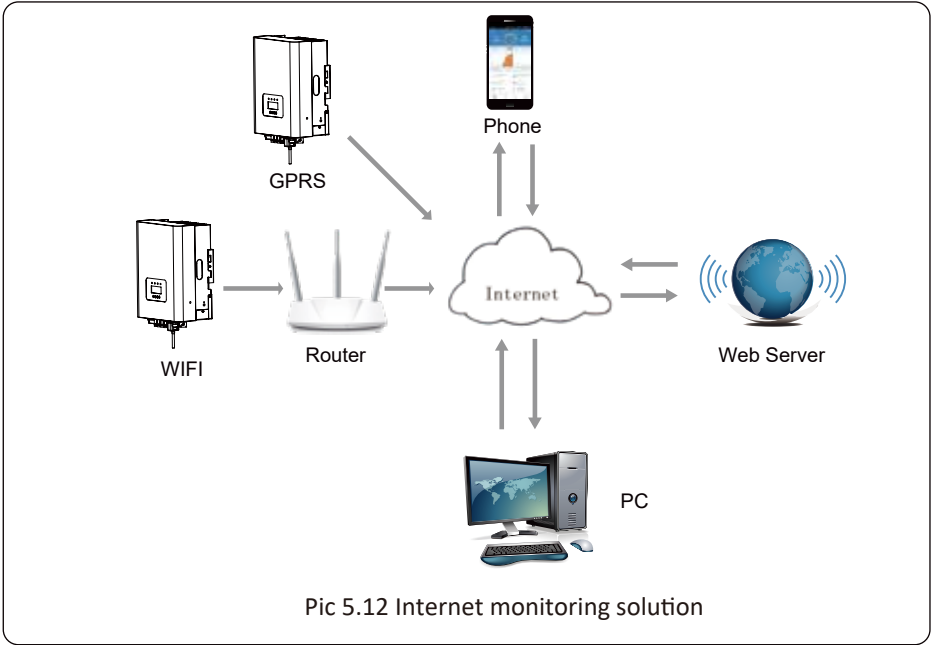 Phone
GPRS
Internet
WIFI
Router
Web Server
PC
Pic 5.12 Internet monitoring solution